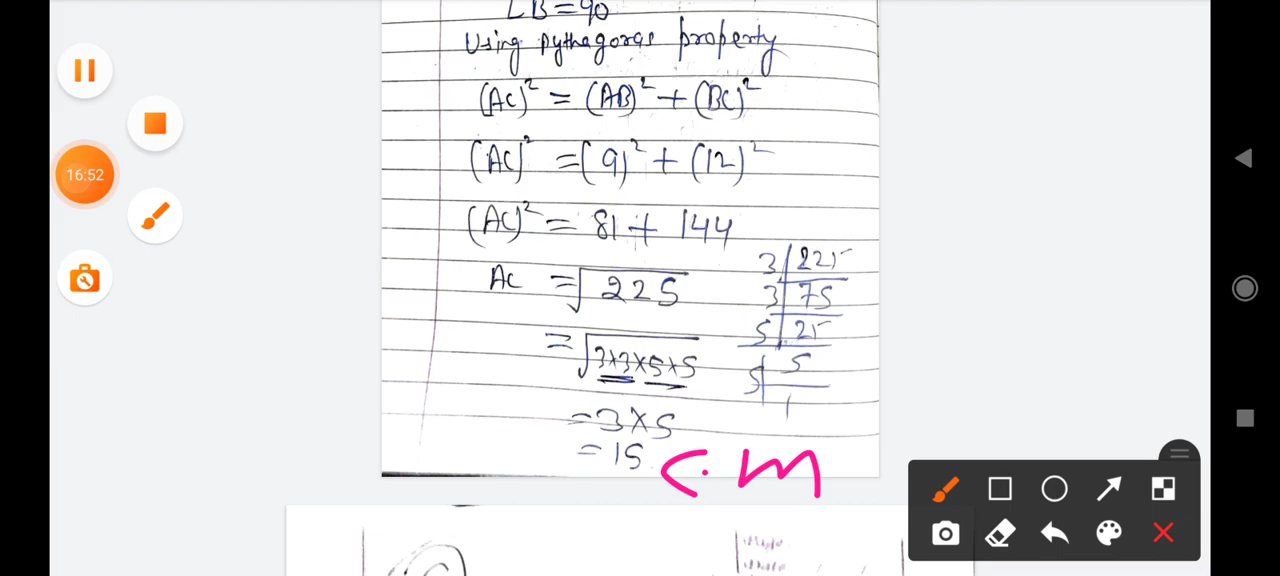 ∠B=90
Using pythagoras property
(AC)² = (AB)² + (BC)²
(AC)² = (9)² + (12)²
(AC)² = 81 + 144
AC = √225
= √3×3×5×5
= 3×5
= 15 C.M
3 | 225
3 | 75
5 | 25
5 | 5
1
16:52